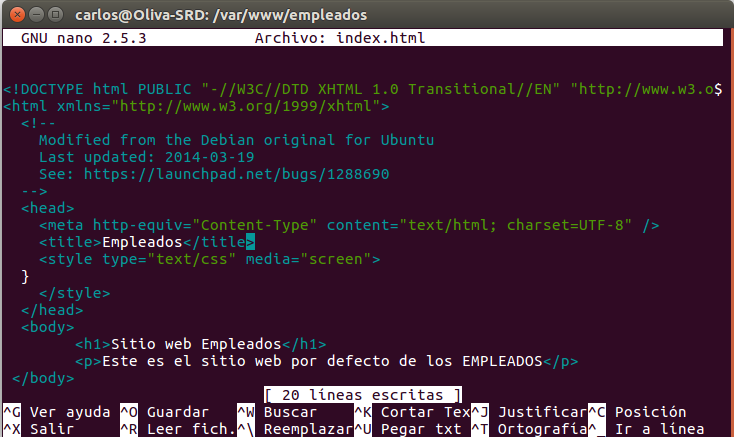 carlos@Oliva-SRD: /var/www/empleados
GNU nano 2.5.3 Archivo: index.html
<!DOCTYPE html PUBLIC "-//W3C//DTD XHTML 1.0 Transitional//EN" "http://www.w3.o$
<html xmlns="http://www.w3.org/1999/xhtml">
<!--
Modified from the Debian original for Ubuntu
Last updated: 2014-03-19
See: https://launchpad.net/bugs/1288690
-->
<head>
<meta http-equiv="Content-Type" content="text/html; charset=UTF-8" />
<title>Empleados</title>
<style type="text/css" media="screen">
}
</style>
</head>
<body>
<h1>Sitio web Empleados</h1>
<p>Este es el sitio web por defecto de los EMPLEADOS</p>
</body>
[ 20 líneas escritas ]
^G Ver ayuda ^O Guardar ^W Buscar ^K Cortar Tex^J Justificar^C Posición
^X Salir ^R Leer fich.^\ Reemplazar^U Pegar txt ^T Ortografía^_ Ir a línea